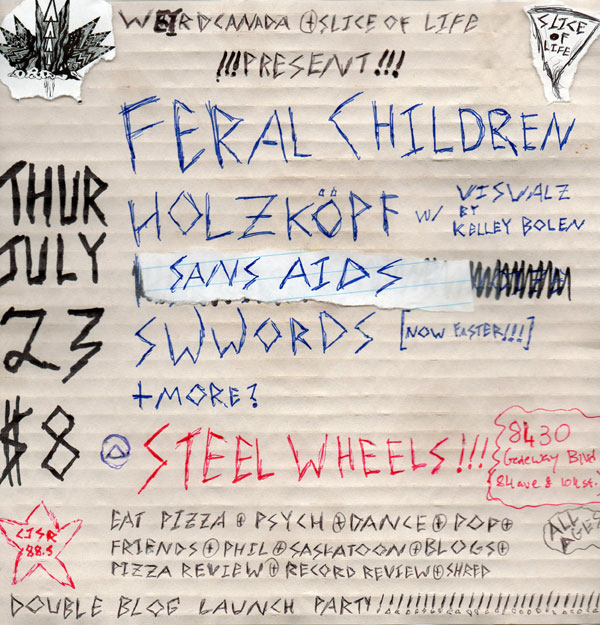 WEIRDCANADA + SLICE OF LIFE
SLICE
OF
LIFE
!!!PRESENT!!!
FERAL CHILDREN
HOLZKÖPF W/ VISUALZ
BY
KELLEY BOLEN
THUR
JULY
23
$8
SANS AIDS
SWWORDS [NOW FASTER!!!]
+MORE?
@ STEEL WHEELS!!!
8430
Gateway Blvd
84 ave & 104 st.
CJSR
88.5
EAT PIZZA + PSYCH + DANCE + POP +
FRIENDS + PHIL + SASKATOON + BLOGS +
PIZZA REVIEW + RECORD REVIEW + SHRED
ALL
AGES
DOUBLE BLOG LAUNCH PARTY!!!!!!!!!!!!!!!!!!!!!!!